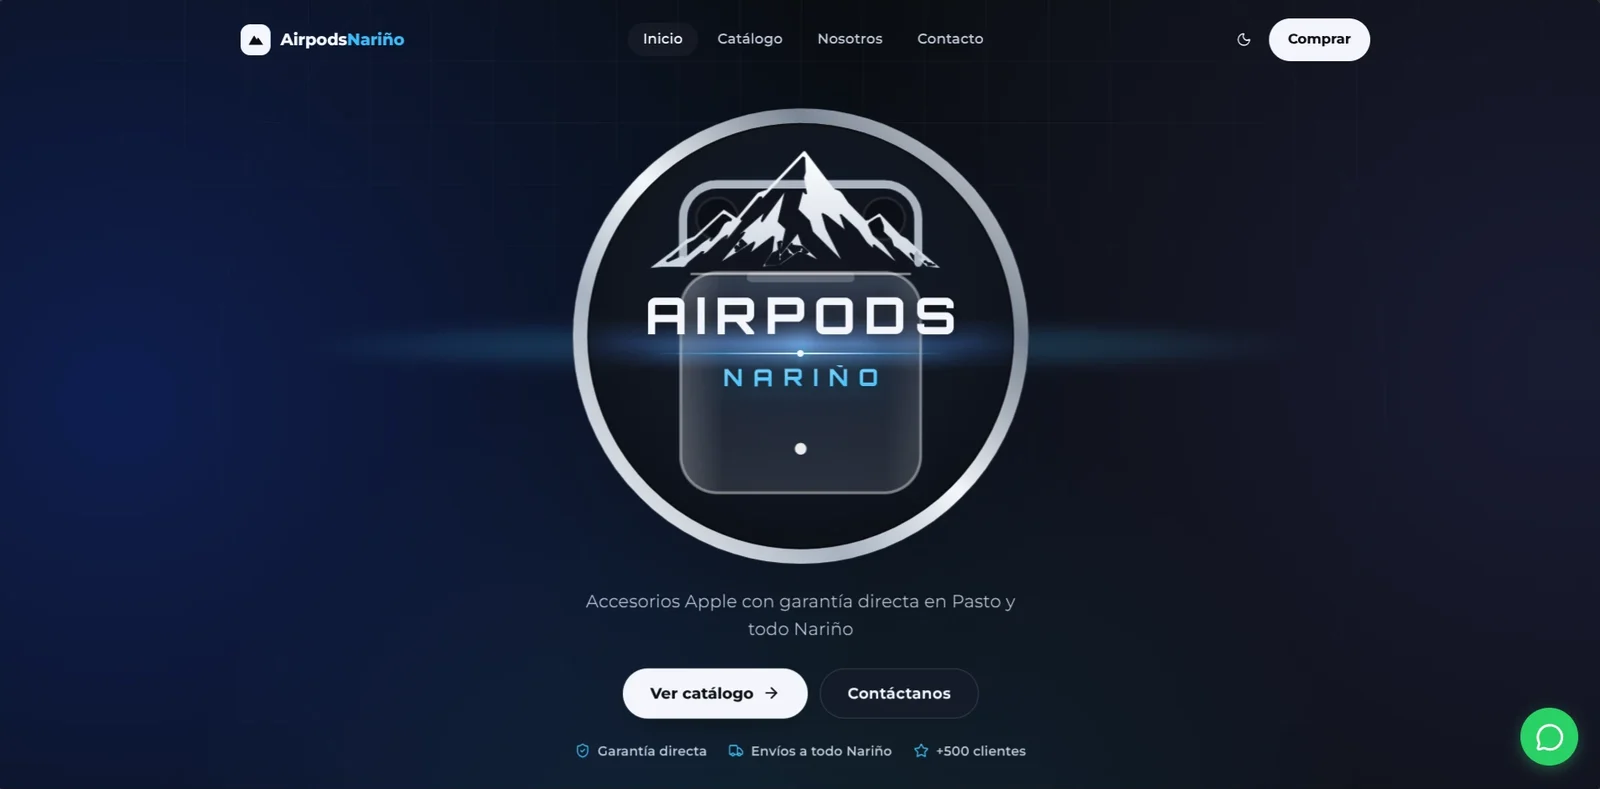 AirpodsNariño
Inicio
Catálogo
Nosotros
Contacto
Comprar
AIRPODS
NARIÑO
Accesorios Apple con garantía directa en Pasto y
todo Nariño
Ver catálogo
Contáctanos
Garantía directa
Envíos a todo Nariño
+500 clientes